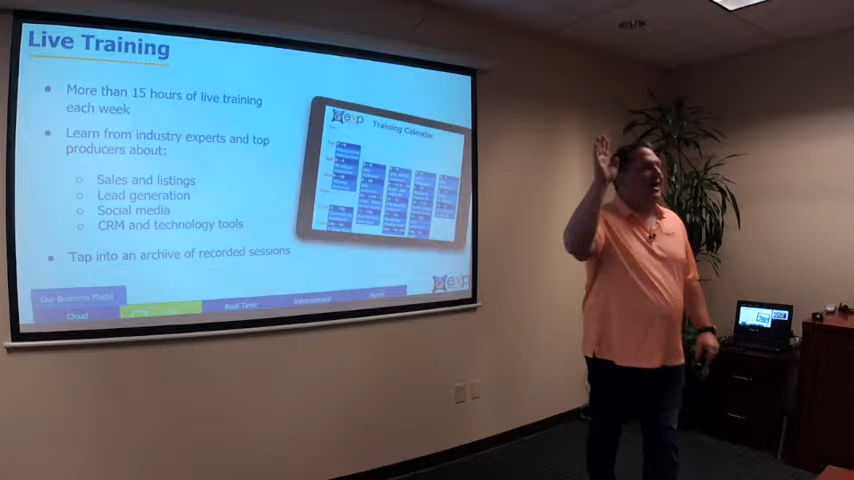 Live Training
● More than 15 hours of live training
each week
● Learn from industry experts and top
producers about:
○ Sales and listings
○ Lead generation
○ Social media
○ CRM and technology tools
● Tap into an archive of recorded sessions
exp
Training Calendar
exp
Our Business Model
Cloud
Real-Time
International